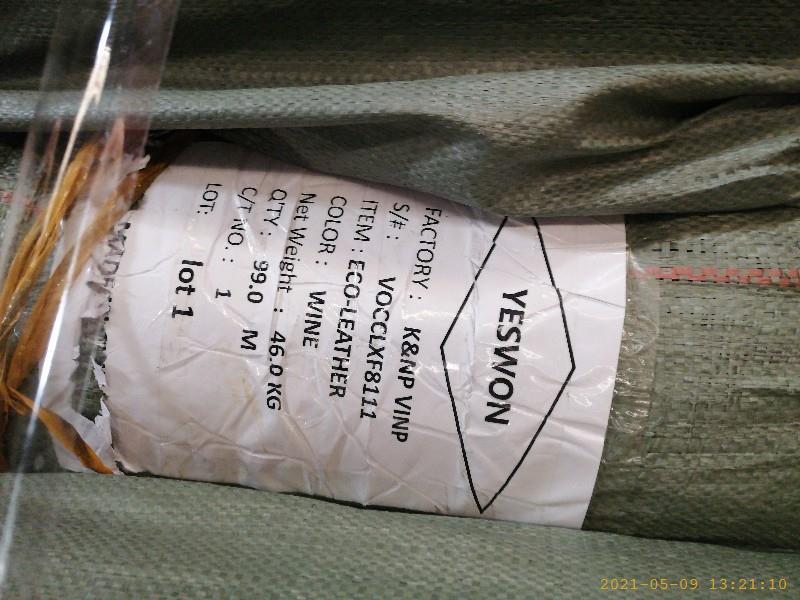 YESWON
FACTORY : K&NP VINP
S/# : VOCCLXF8111
ITEM : ECO-LEATHER
COLOR : WINE
Net Weight : 46.0 KG
QTY : 99.0 M
C/T NO. : 1
LOT: lot 1
2021-05-09 13:21:10